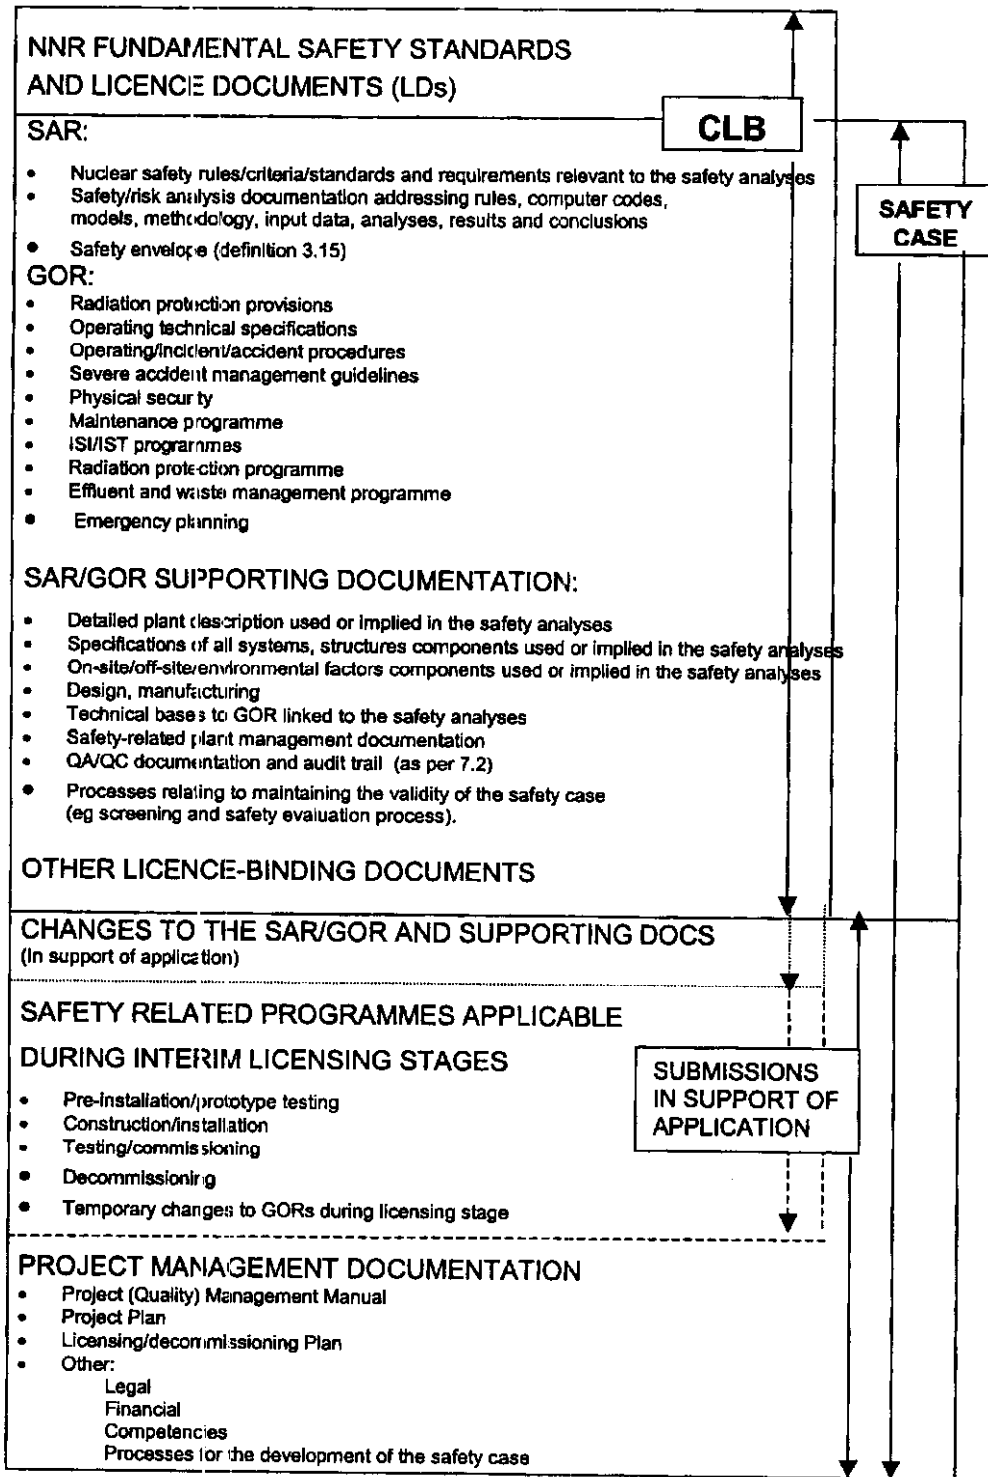 NNR FUNDAMENTAL SAFETY STANDARDS
AND LICENCE DOCUMENTS (LDs)
CLB
SAR:
• Nuclear safety rules/criteria/standards and requirements relevant to the safety analyses
• Safety/risk analysis documentation addressing rules, computer codes,
models, methodology, input data, analyses, results and conclusions
• Safety envelope (definition 3.15)
SAFETY
CASE
GOR:
• Radiation protection provisions
• Operating technical specifications
• Operating/incident/accident procedures
• Severe accident management guidelines
• Physical security
• Maintenance programme
• ISI/IST programmes
• Radiation protection programme
• Effluent and waste management programme
• Emergency planning
SAR/GOR SUPPORTING DOCUMENTATION:
• Detailed plant description used or implied in the safety analyses
• Specifications of all systems, structures components used or implied in the safety analyses
• On-site/off-site/environmental factors components used or implied in the safety analyses
• Design, manufacturing
• Technical bases to GOR linked to the safety analyses
• Safety-related plant management documentation
• QA/QC documentation and audit trail (as per 7.2)
• Processes relating to maintaining the validity of the safety case
(eg screening and safety evaluation process).
OTHER LICENCE-BINDING DOCUMENTS
CHANGES TO THE SAR/GOR AND SUPPORTING DOCS
(In support of application)
SAFETY RELATED PROGRAMMES APPLICABLE
DURING INTERIM LICENSING STAGES
• Pre-installation/prototype testing
• Construction/installation
• Testing/commissioning
• Decommissioning
• Temporary changes to GORs during licensing stage
SUBMISSIONS
IN SUPPORT OF
APPLICATION
PROJECT MANAGEMENT DOCUMENTATION
• Project (Quality) Management Manual
• Project Plan
• Licensing/decommissioning Plan
• Other:
Legal
Financial
Competencies
Processes for the development of the safety case